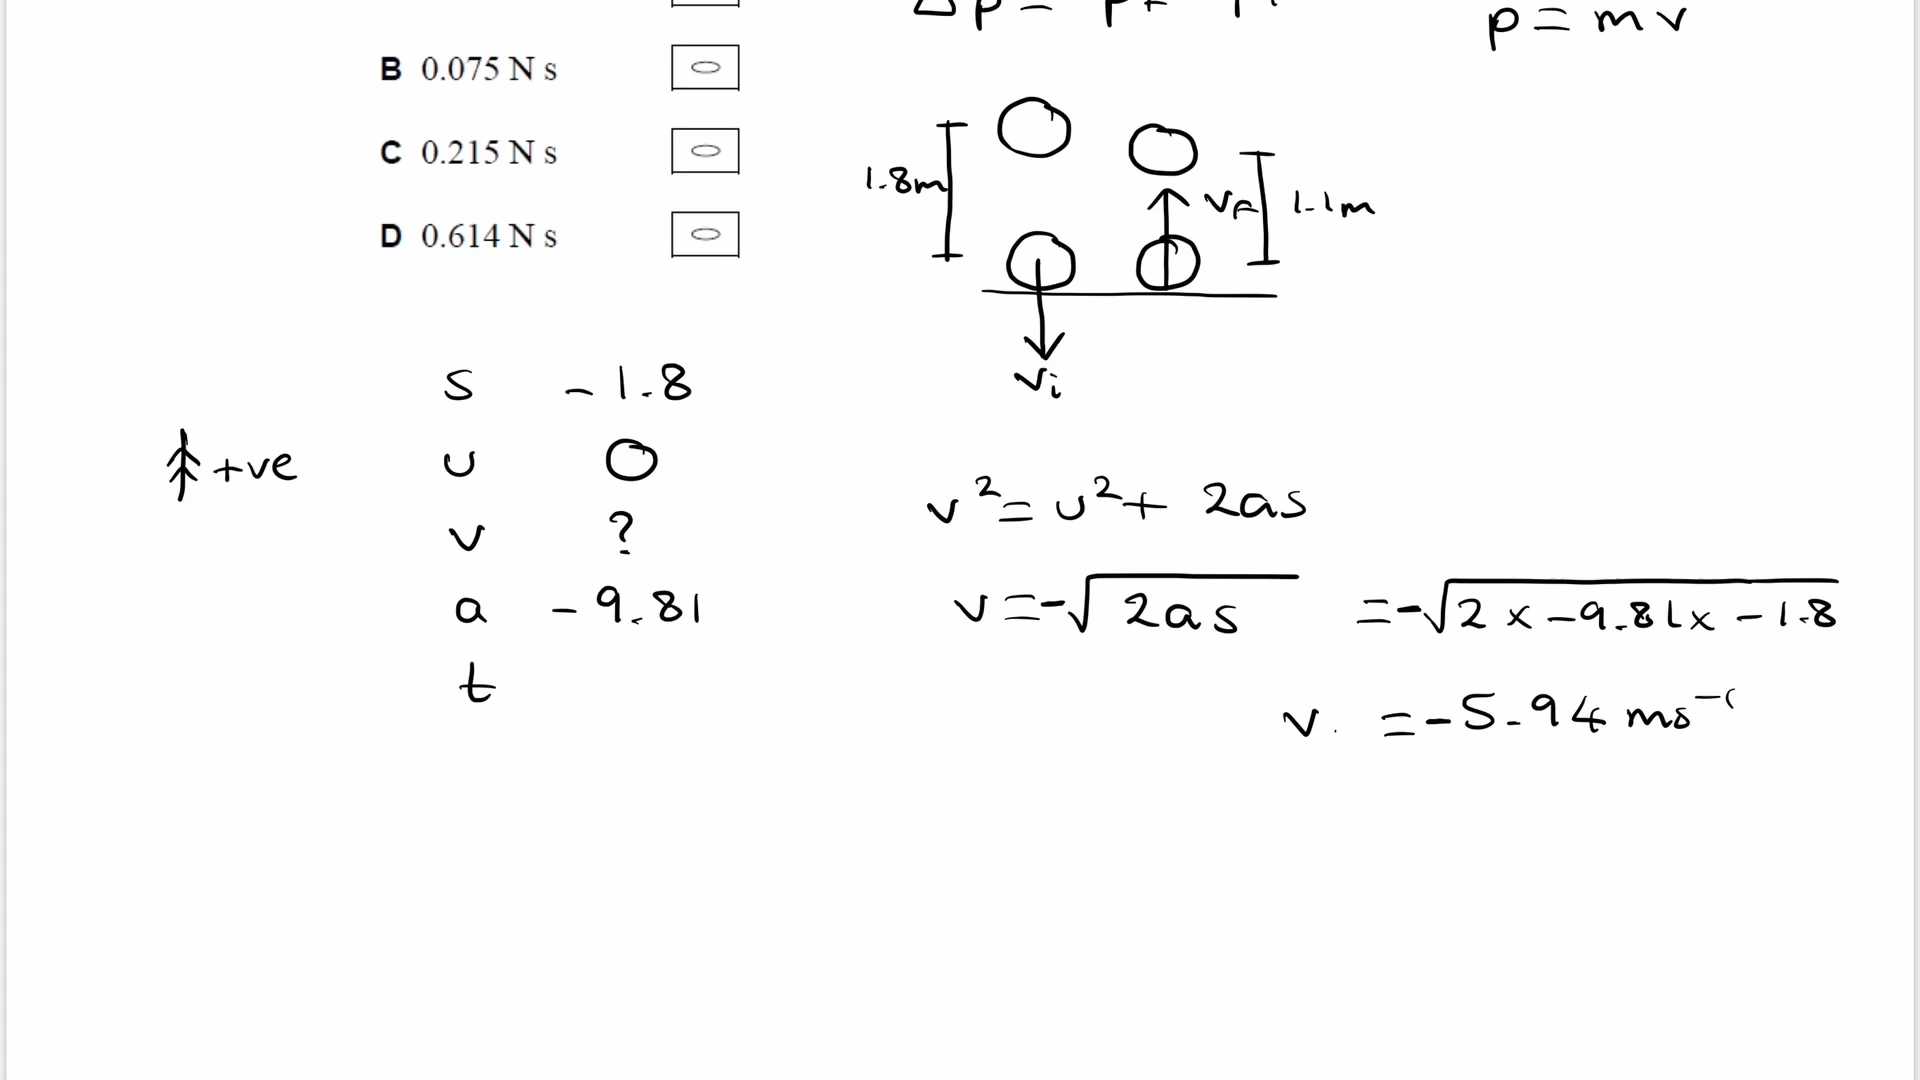 p = mv
B 0.075 N s
C 0.215 N s
D 0.614 N s
1.8m
vF
1.1m
vi
s -1.8
+ve
u 0
v ?
a -9.81
t
v² = u² + 2as
v = -√2as = -√2 x -9.81 x -1.8
v = -5.94 ms⁻¹